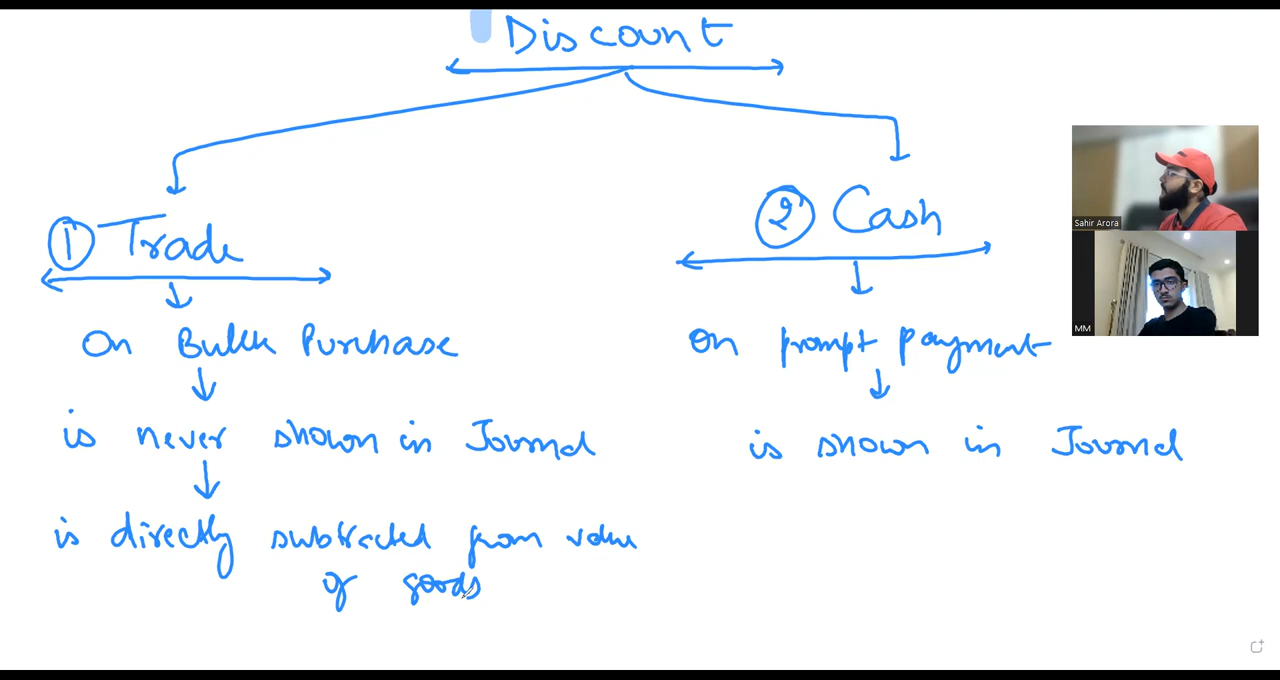 Discount
① Trade
② Cash
On Bulk Purchase
on prompt payment
is never shown in Journal
is shown in Journal
is directly subtracted from value
of goods
Sahir Arora
MM